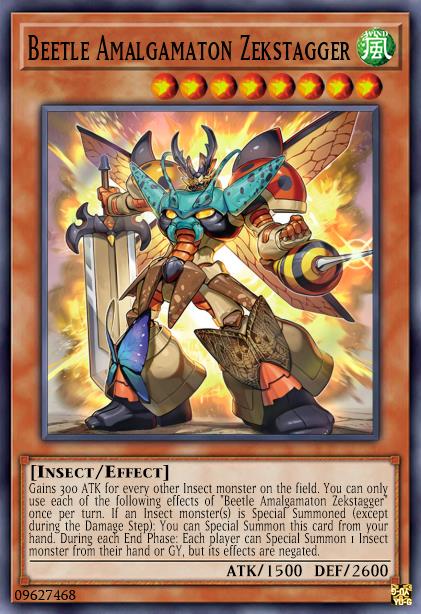 Beetle Amalgamaton Zekstagger
WIND
風
[Insect/Effect]
Gains 300 ATK for every other Insect monster on the field. You can only
use each of the following effects of "Beetle Amalgamaton Zekstagger"
once per turn. If an Insect monster(s) is Special Summoned (except
during the Damage Step): You can Special Summon this card from your
hand. During each End Phase: Each player can Special Summon 1 Insect
monster from their hand or GY, but its effects are negated.
ATK/1500 DEF/2600
09627468